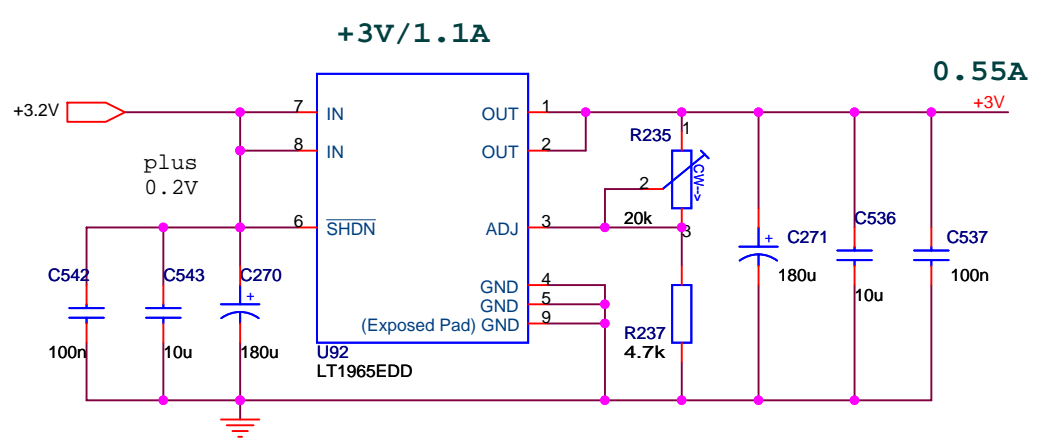 +3V/1.1A
0.55A
+3.2V
+3V
7
IN
OUT
1
8
IN
OUT
2
plus
0.2V
R235
1
2
CW->
20k
3
6
SHDN
ADJ
3
C542
C543
C270
+
100n
10u
180u
GND
4
GND
5
(Exposed Pad) GND
9
U92
LT1965EDD
R237
4.7k
+
C271
180u
C536
10u
C537
100n